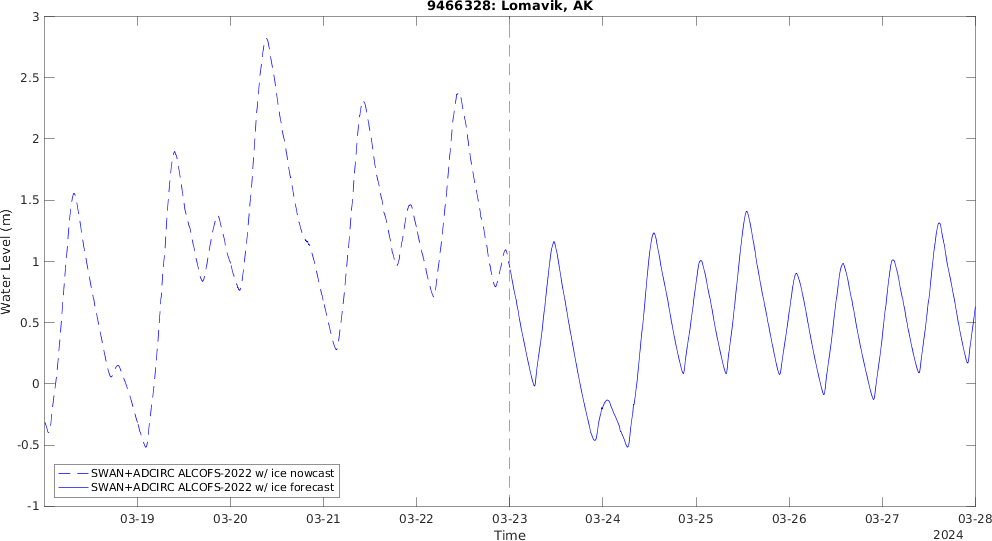 9466328: Lomavik, AK
Water Level (m)
3
2.5
2
1.5
1
0.5
0
-0.5
-1
SWAN+ADCIRC ALCOFS-2022 w/ ice nowcast
SWAN+ADCIRC ALCOFS-2022 w/ ice forecast
03-19 03-20 03-21 03-22 03-23 03-24 03-25 03-26 03-27 03-28
Time
2024